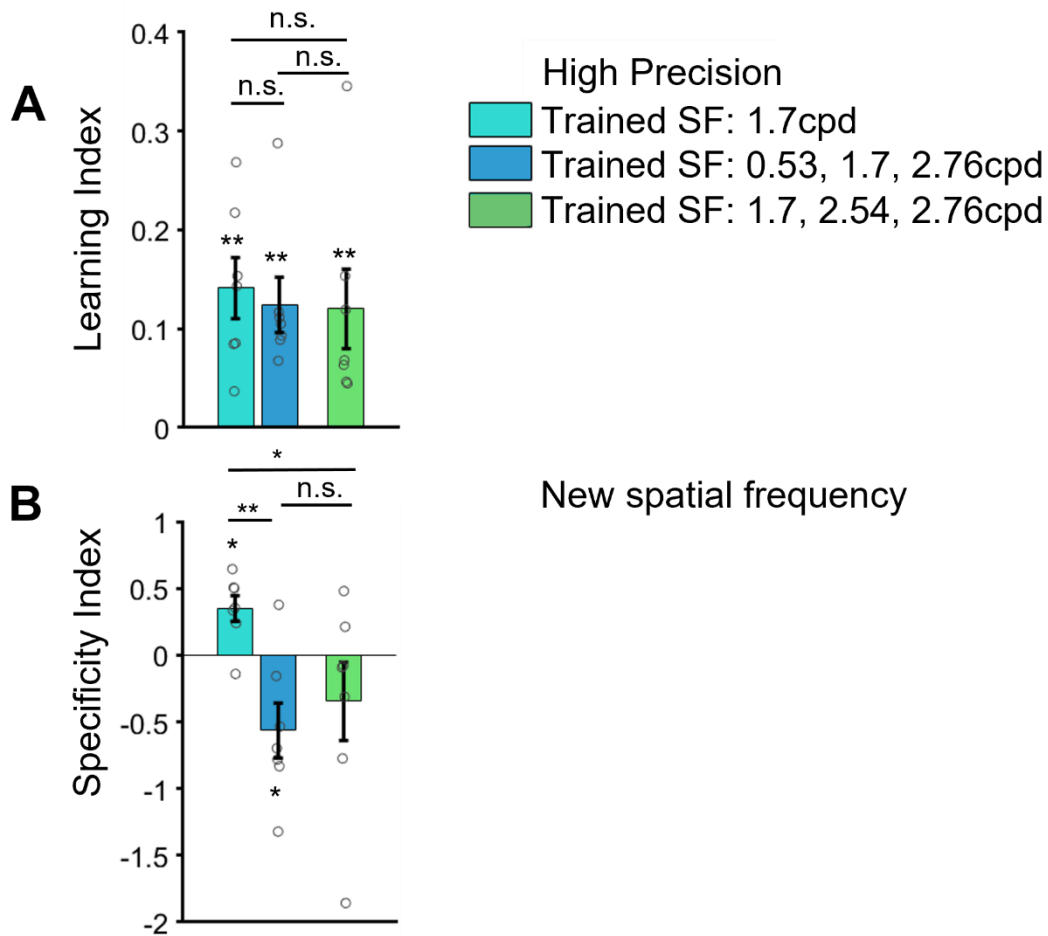 n.s.
0.4
n.s.
High Precision
A
n.s.
Trained SF: 1.7cpd
0.3
Trained SF: 0.53, 1.7, 2.76cpd
Trained SF: 1.7, 2.54, 2.76cpd
Learning Index
0.2
**
**
**
0.1
0
*
B
n.s.
New spatial frequency
**
1
*
Specificity Index
0.5
0
-0.5
*
-1
-1.5
-2